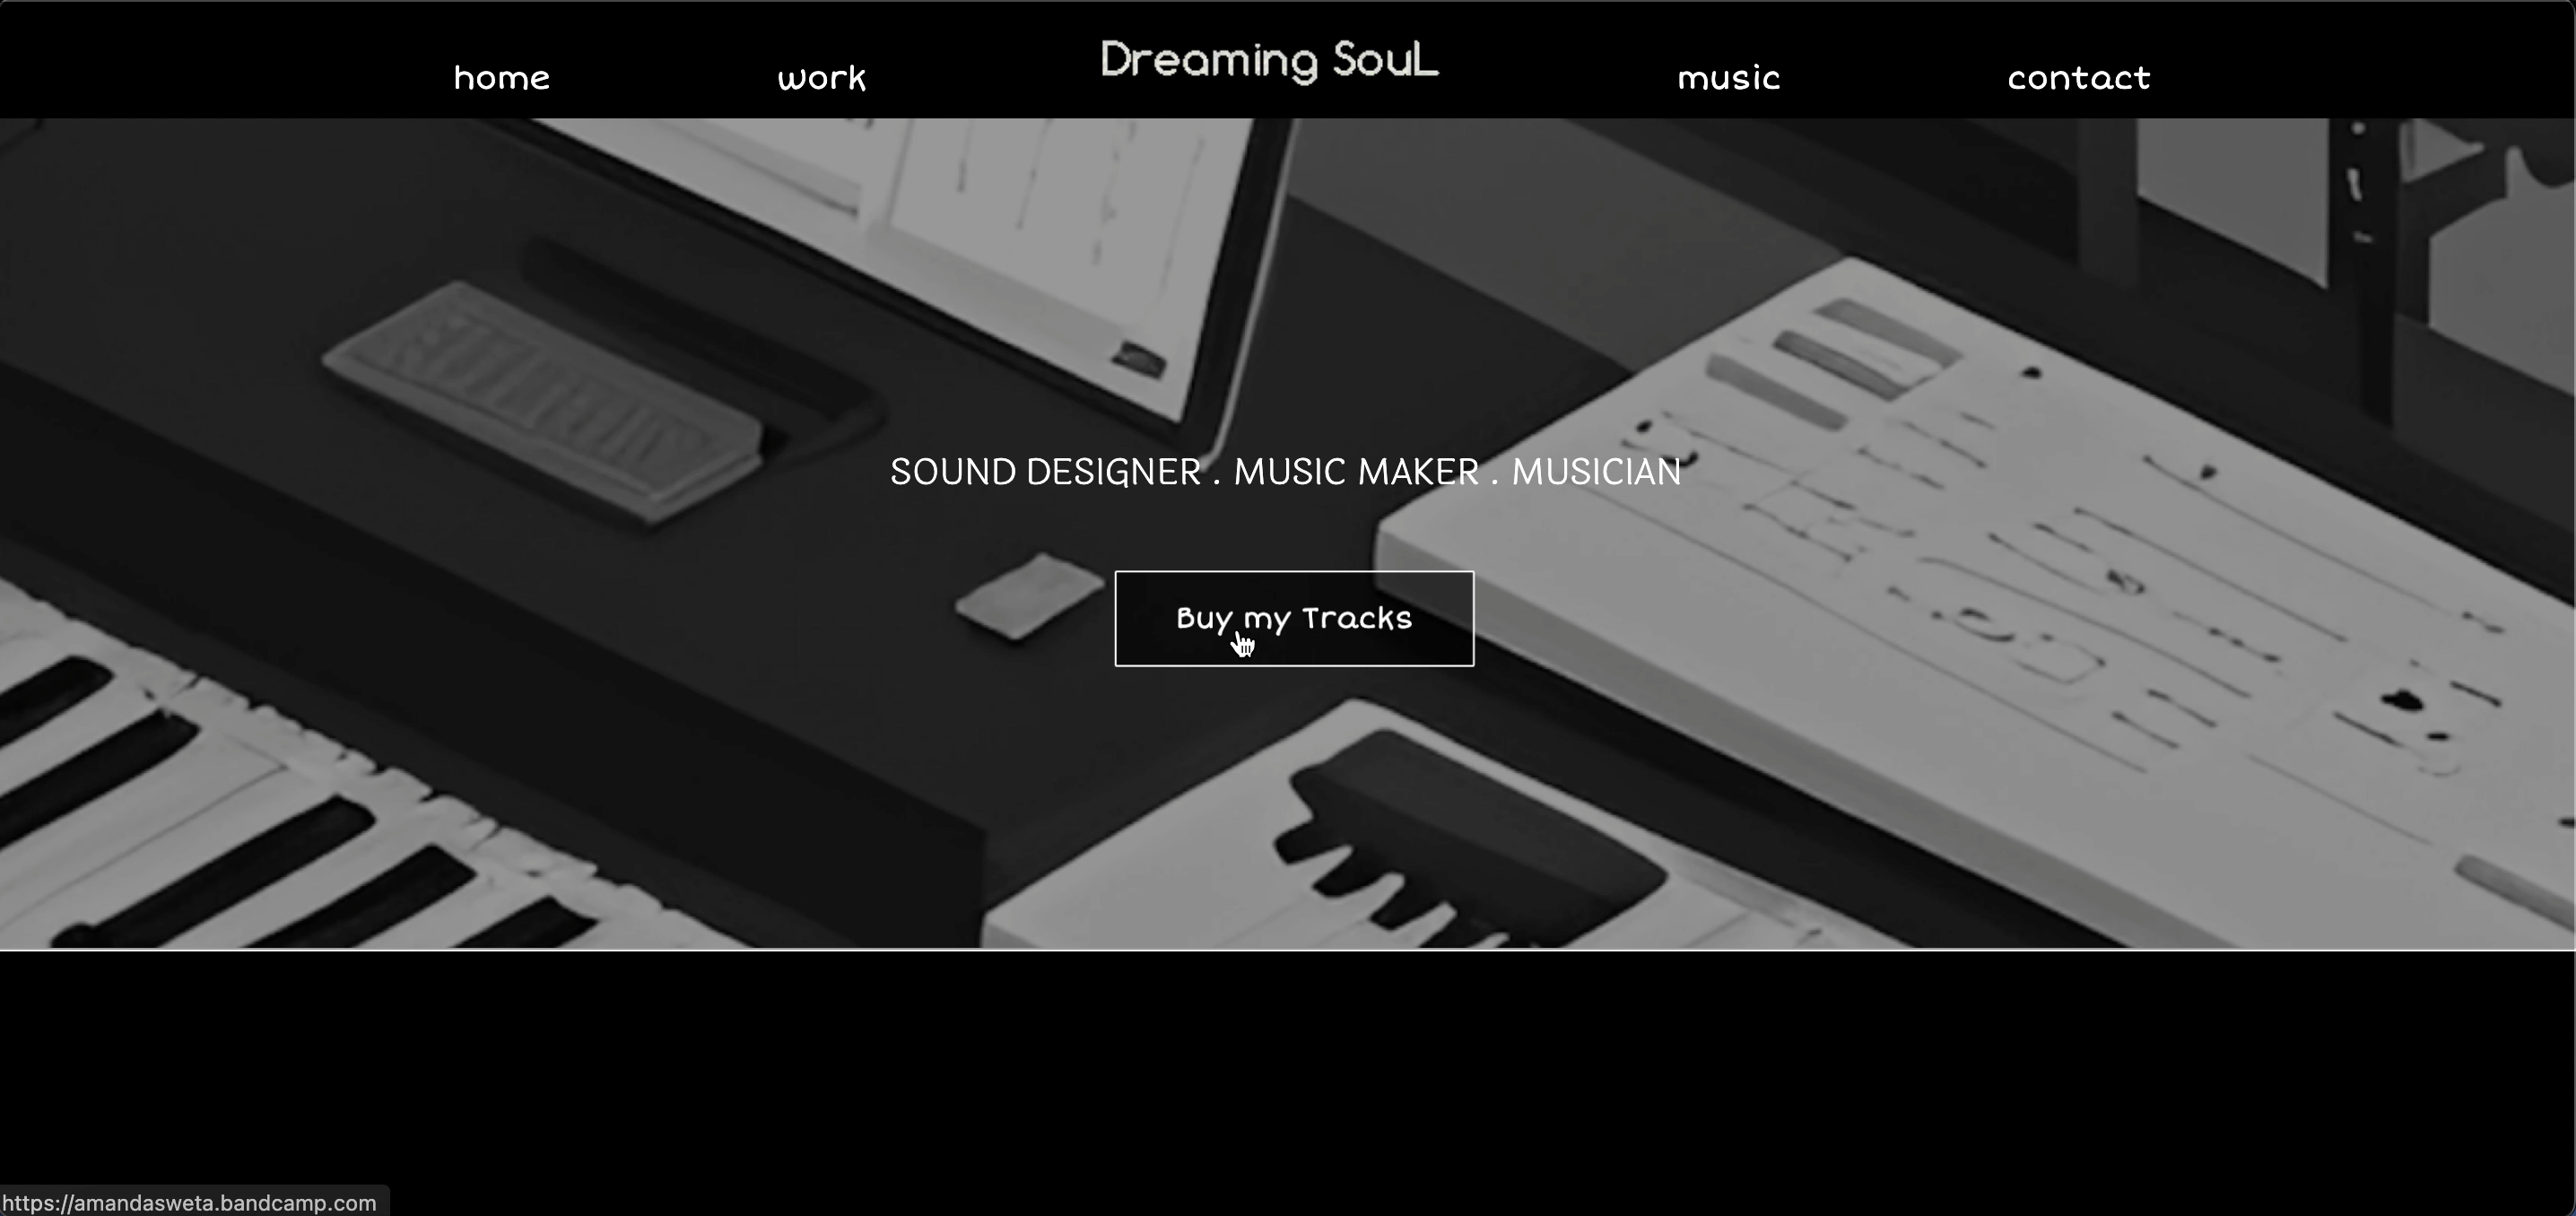 home work Dreaming SouL music contact
SOUND DESIGNER . MUSIC MAKER . MUSICIAN
Buy my Tracks
https://amandasweta.bandcamp.com